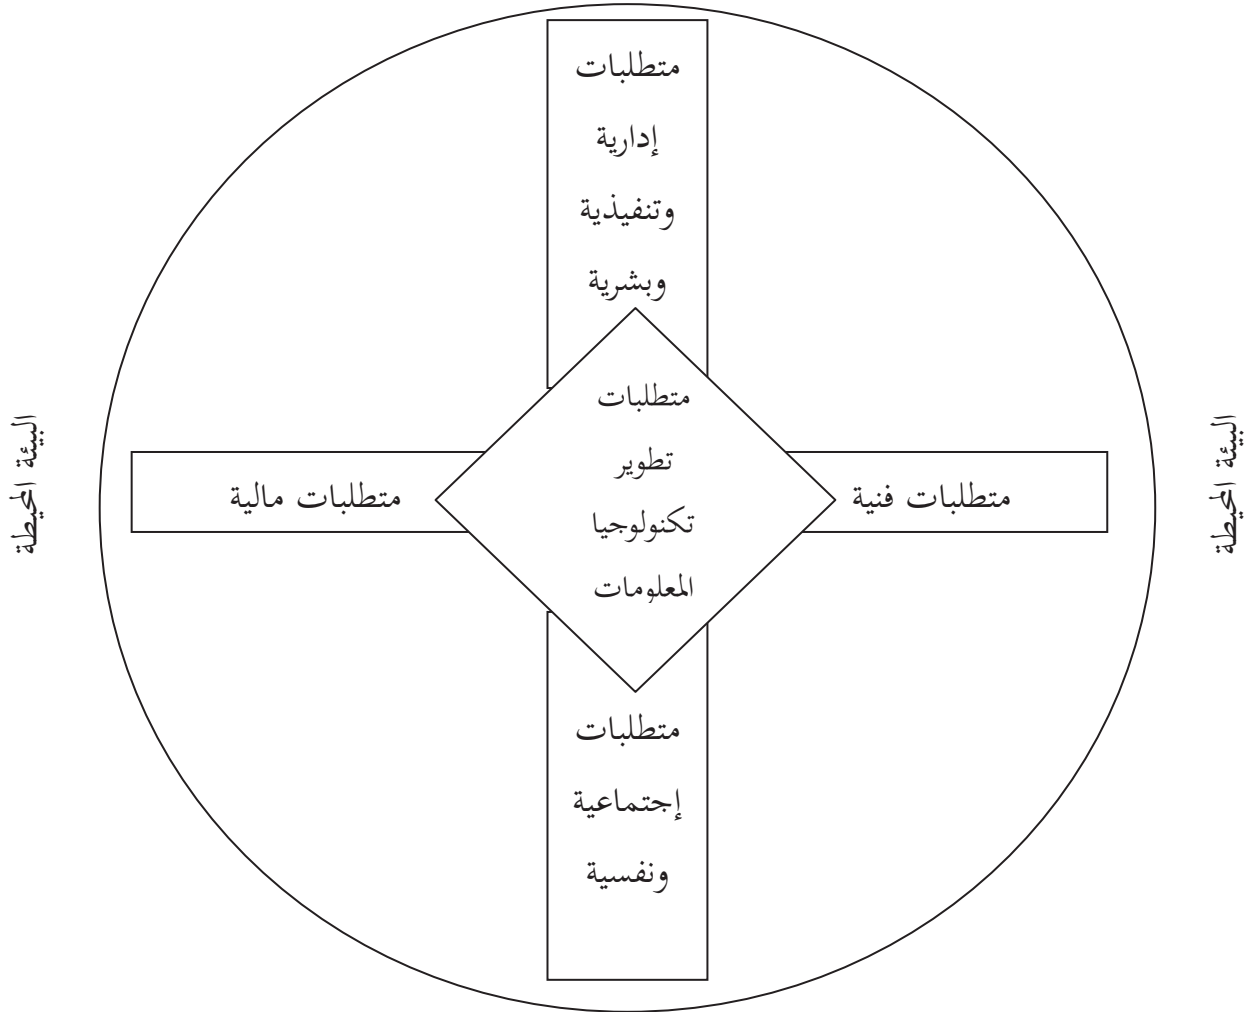 متطلبات
إدارية
وتنفيذية
وبشرية
متطلبات
تطوير
تكنولوجيا
المعلومات
متطلبات فنية
متطلبات مالية
متطلبات
إجتماعية
ونفسية
البيئة المحيطة
البيئة المحيطة